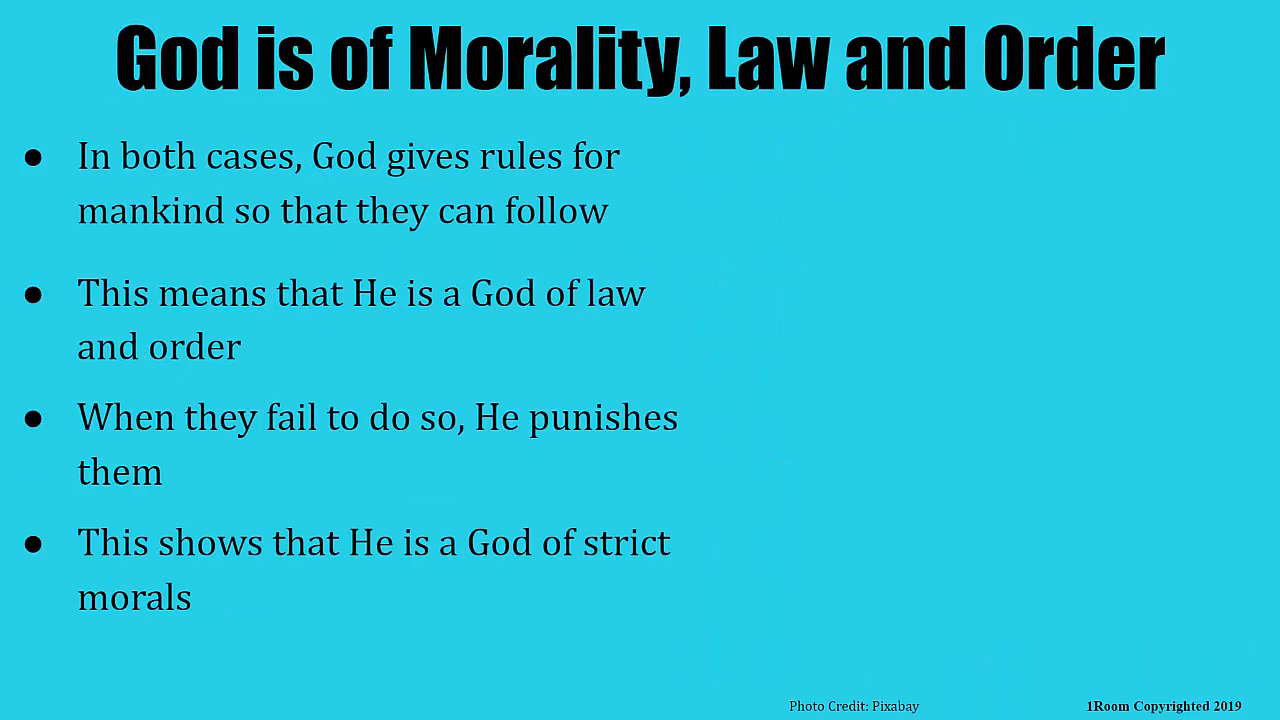 God is of Morality, Law and Order
● In both cases, God gives rules for
mankind so that they can follow
● This means that He is a God of law
and order
● When they fail to do so, He punishes
them
● This shows that He is a God of strict
morals
Photo Credit: Pixabay
1Room Copyrighted 2019